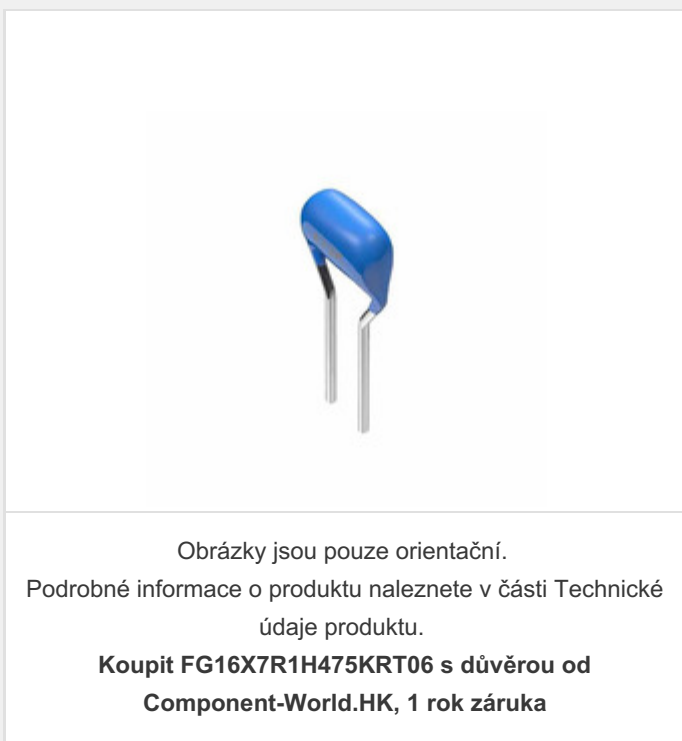 Obrázky jsou pouze orientační.
Podrobné informace o produktu naleznete v části Technické
údaje produktu.
Koupit FG16X7R1H475KRT06 s důvěrou od
Component-World.HK, 1 rok záruka